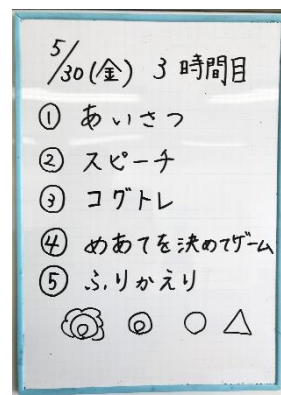 5/30(金) 3時間目
① あいさつ
② スピーチ
③ コグトレ
④ めあてを決めてゲーム
⑤ ふりかえり